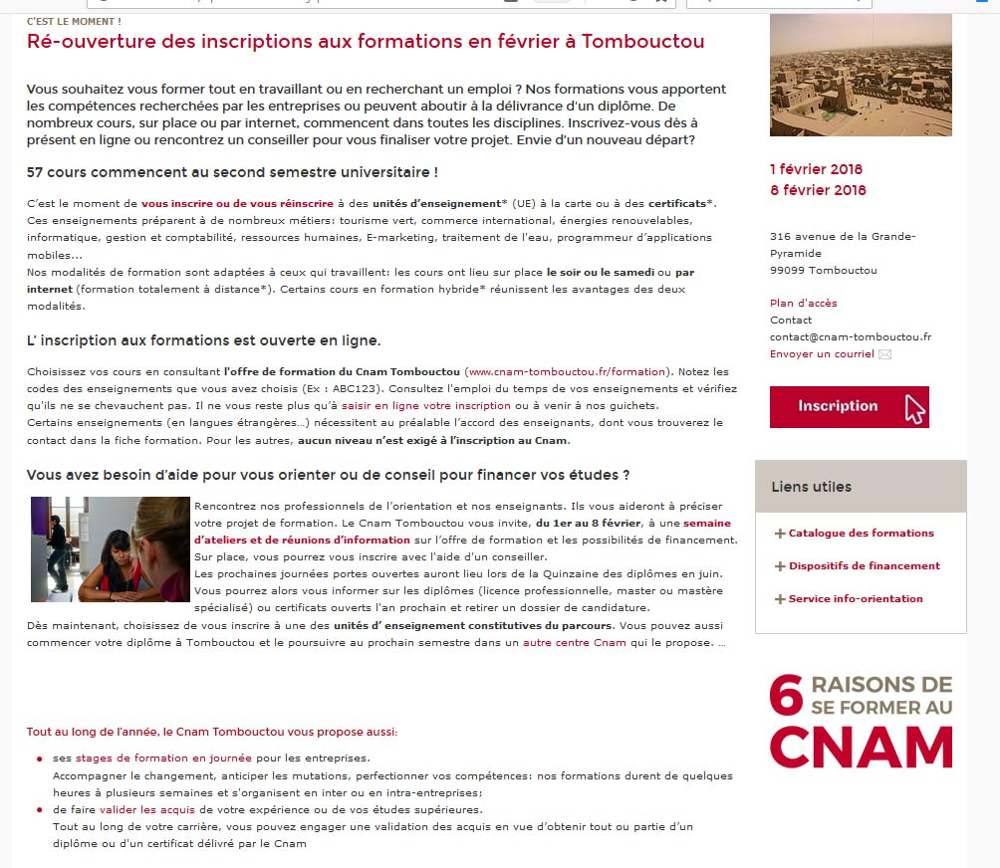 C'EST LE MOMENT !
Ré-ouverture des inscriptions aux formations en février à Tombouctou
Vous souhaitez vous former tout en travaillant ou en recherchant un emploi ? Nos formations vous apportent
les compétences recherchées par les entreprises ou peuvent aboutir à la délivrance d'un diplôme. De
nombreux cours, sur place ou par internet, commencent dans toutes les disciplines. Inscrivez-vous dès à
présent en ligne ou rencontrez un conseiller pour vous finaliser votre projet. Envie d'un nouveau départ?
57 cours commencent au second semestre universitaire !
C’est le moment de vous inscrire ou de vous réinscrire à des unités d’enseignement* (UE) à la carte ou à des certificats*.
Ces enseignements préparent à de nombreux métiers: tourisme vert, commerce international, énergies renouvelables,
informatique, gestion et comptabilité, ressources humaines, E-marketing, traitement de l'eau, programmeur d’applications
mobiles...
Nos modalités de formation sont adaptées à ceux qui travaillent: les cours ont lieu sur place le soir ou le samedi ou par
internet (formation totalement à distance*). Certains cours en formation hybride* réunissent les avantages des deux
modalités.
L’ inscription aux formations est ouverte en ligne.
Choisissez vos cours en consultant l'offre de formation du Cnam Tombouctou (www.cnam-tombouctou.fr/formation). Notez les
codes des enseignements que vous avez choisis (Ex : ABC123). Consultez l'emploi du temps de vos enseignements et vérifiez
qu'ils ne se chevauchent pas. Il ne vous reste plus qu’à saisir en ligne votre inscription ou à venir à nos guichets.
Certains enseignements (en langues étrangères...) nécessitent au préalable l’accord des enseignants, dont vous trouverez le
contact dans la fiche formation. Pour les autres, aucun niveau n’est exigé à l’inscription au Cnam.
Vous avez besoin d’aide pour vous orienter ou de conseil pour financer vos études ?
Rencontrez nos professionnels de l’orientation et nos enseignants. Ils vous aideront à préciser
votre projet de formation. Le Cnam Tombouctou vous invite, du 1er au 8 février, à une semaine
d’ateliers et de réunions d’information sur l’offre de formation et les possibilités de financement.
Sur place, vous pourrez vous inscrire avec l'aide d'un conseiller.
Les prochaines journées portes ouvertes auront lieu lors de la Quinzaine des diplômes en juin.
Vous pourrez alors vous informer sur les diplômes (licence professionnelle, master ou mastère
spécialisé) ou certificats ouverts l'an prochain et retirer un dossier de candidature.
Dès maintenant, choisissez de vous inscrire à une des unités d’ enseignement constitutives du parcours. Vous pouvez aussi
commencer votre diplôme à Tombouctou et le poursuivre au prochain semestre dans un autre centre Cnam qui le propose. ...
Tout au long de l’année, le Cnam Tombouctou vous propose aussi:
ses stages de formation en journée pour les entreprises.
Accompagner le changement, anticiper les mutations, perfectionner vos compétences: nos formations durent de quelques
heures à plusieurs semaines et s'organisent en inter ou en intra-entreprises;
de faire valider les acquis de votre expérience ou de vos études supérieures.
Tout au long de votre carrière, vous pouvez engager une validation des acquis en vue d’obtenir tout ou partie d’un
diplôme ou d'un certificat délivré par le Cnam
1 février 2018
8 février 2018
316 avenue de la Grande-
Pyramide
99099 Tombouctou
Plan d'accès
Contact
contact@cnam-tombouctou.fr
Envoyer un courriel
Inscription
Liens utiles
Catalogue des formations
Dispositifs de financement
Service info-orientation
6 RAISONS DE
SE FORMER AU
CNAM